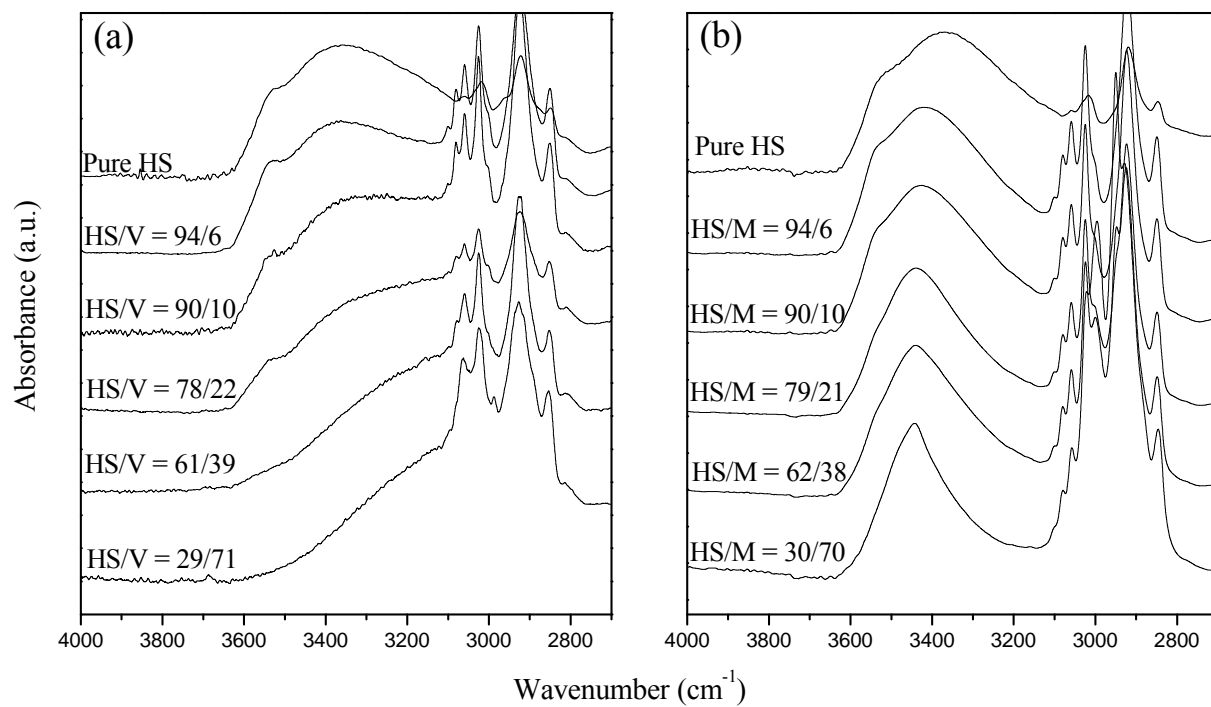 (a)
Pure HS
HS/V = 94/6
HS/V = 90/10
HS/V = 78/22
HS/V = 61/39
HS/V = 29/71
4000 3800 3600 3400 3200 3000 2800
(b)
Pure HS
HS/M = 94/6
HS/M = 90/10
HS/M = 79/21
HS/M = 62/38
HS/M = 30/70
4000 3800 3600 3400 3200 3000 2800
Absorbance (a.u.)
Wavenumber (cm⁻¹)